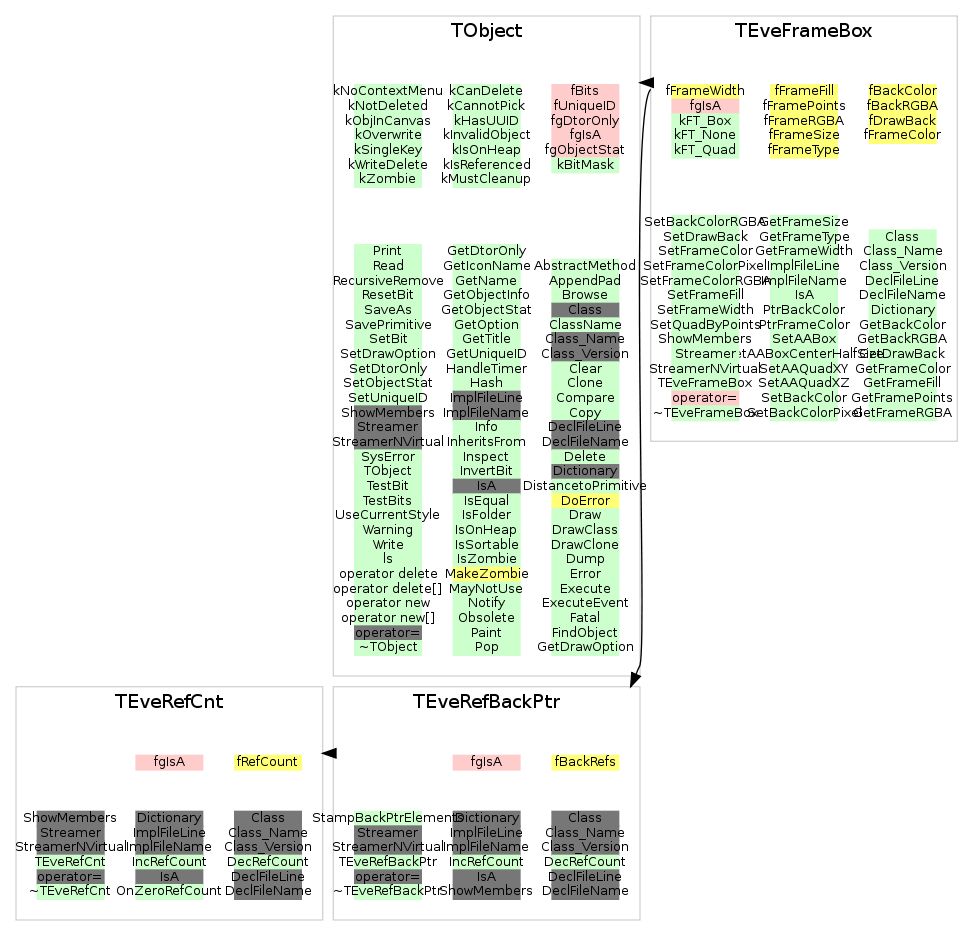 TObject
kNoContextMenu kCanDelete fBits
kNotDeleted kCannotPick fUniqueID
kObjInCanvas kHasUUID fgDtorOnly
kOverwrite kInvalidObject fgIsA
kSingleKey kIsOnHeap fgObjectStat
kWriteDelete kIsReferenced kBitMask
kZombie kMustCleanup
Print GetDtorOnly
Read GetIconName AbstractMethod
RecursiveRemove GetName AppendPad
ResetBit GetObjectInfo Browse
SaveAs GetObjectStat Class
SavePrimitive GetOption ClassName
SetBit GetTitle Class_Name
SetDrawOption GetUniqueID Class_Version
SetDtorOnly HandleTimer Clear
SetObjectStat Hash Clone
SetUniqueID ImplFileLine Compare
ShowMembers ImplFileName Copy
Streamer Info DeclFileLine
StreamerNVirtual InheritsFrom DeclFileName
SysError Inspect Delete
TObject InvertBit Dictionary
TestBit IsA DistancetoPrimitive
TestBits IsEqual DoError
UseCurrentStyle IsFolder Draw
Warning IsOnHeap DrawClass
Write IsSortable DrawClone
ls IsZombie Dump
operator delete MakeZombie Error
operator delete[] MayNotUse Execute
operator new Notify ExecuteEvent
operator new[] Obsolete Fatal
operator= Paint FindObject
~TObject Pop GetDrawOption
TEveFrameBox
fFrameWidth fFrameFill fBackColor
fgIsA fFramePoints fBackRGBA
kFT_Box fFrameRGBA fDrawBack
kFT_None fFrameSize fFrameColor
kFT_Quad fFrameType
SetBackColorRGBA GetFrameSize
SetDrawBack GetFrameType Class
SetFrameColor GetFrameWidth Class_Name
SetFrameColorPixel ImplFileLine Class_Version
SetFrameColorRGBA ImplFileName DeclFileLine
SetFrameFill IsA DeclFileName
SetFrameWidth PtrBackColor Dictionary
SetQuadByPoints PtrFrameColor GetBackColor
ShowMembers SetAABox GetBackRGBA
Streamer SetAABoxCenterHalfSize GetDrawBack
StreamerNVirtual SetAAQuadXY GetFrameColor
TEveFrameBox SetAAQuadXZ GetFrameFill
operator= SetBackColor GetFramePoints
~TEveFrameBox SetBackColorPixel GetFrameRGBA
TEveRefCnt
fgIsA fRefCount
ShowMembers Dictionary Class
Streamer ImplFileLine Class_Name
StreamerNVirtual ImplFileName Class_Version
TEveRefCnt IncRefCount DecRefCount
operator= IsA DeclFileLine
~TEveRefCnt OnZeroRefCount DeclFileName
TEveRefBackPtr
fgIsA fBackRefs
StampBackPtrElements Dictionary Class
Streamer ImplFileLine Class_Name
StreamerNVirtual ImplFileName Class_Version
TEveRefBackPtr IncRefCount DecRefCount
operator= IsA DeclFileLine
~TEveRefBackPtr ShowMembers DeclFileName